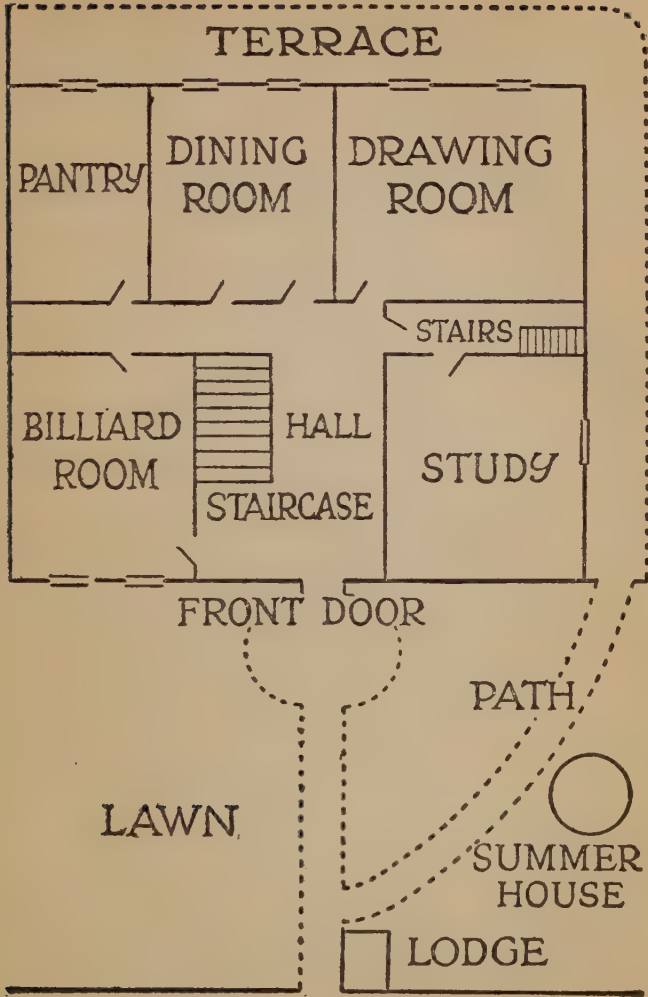 TERRACE
PANTRY
DINING
ROOM
DRAWING
ROOM
STAIRS
BILLIARD
ROOM
HALL
STAIRCASE
STUDY
FRONT DOOR
PATH
LAWN
SUMMER
HOUSE
LODGE